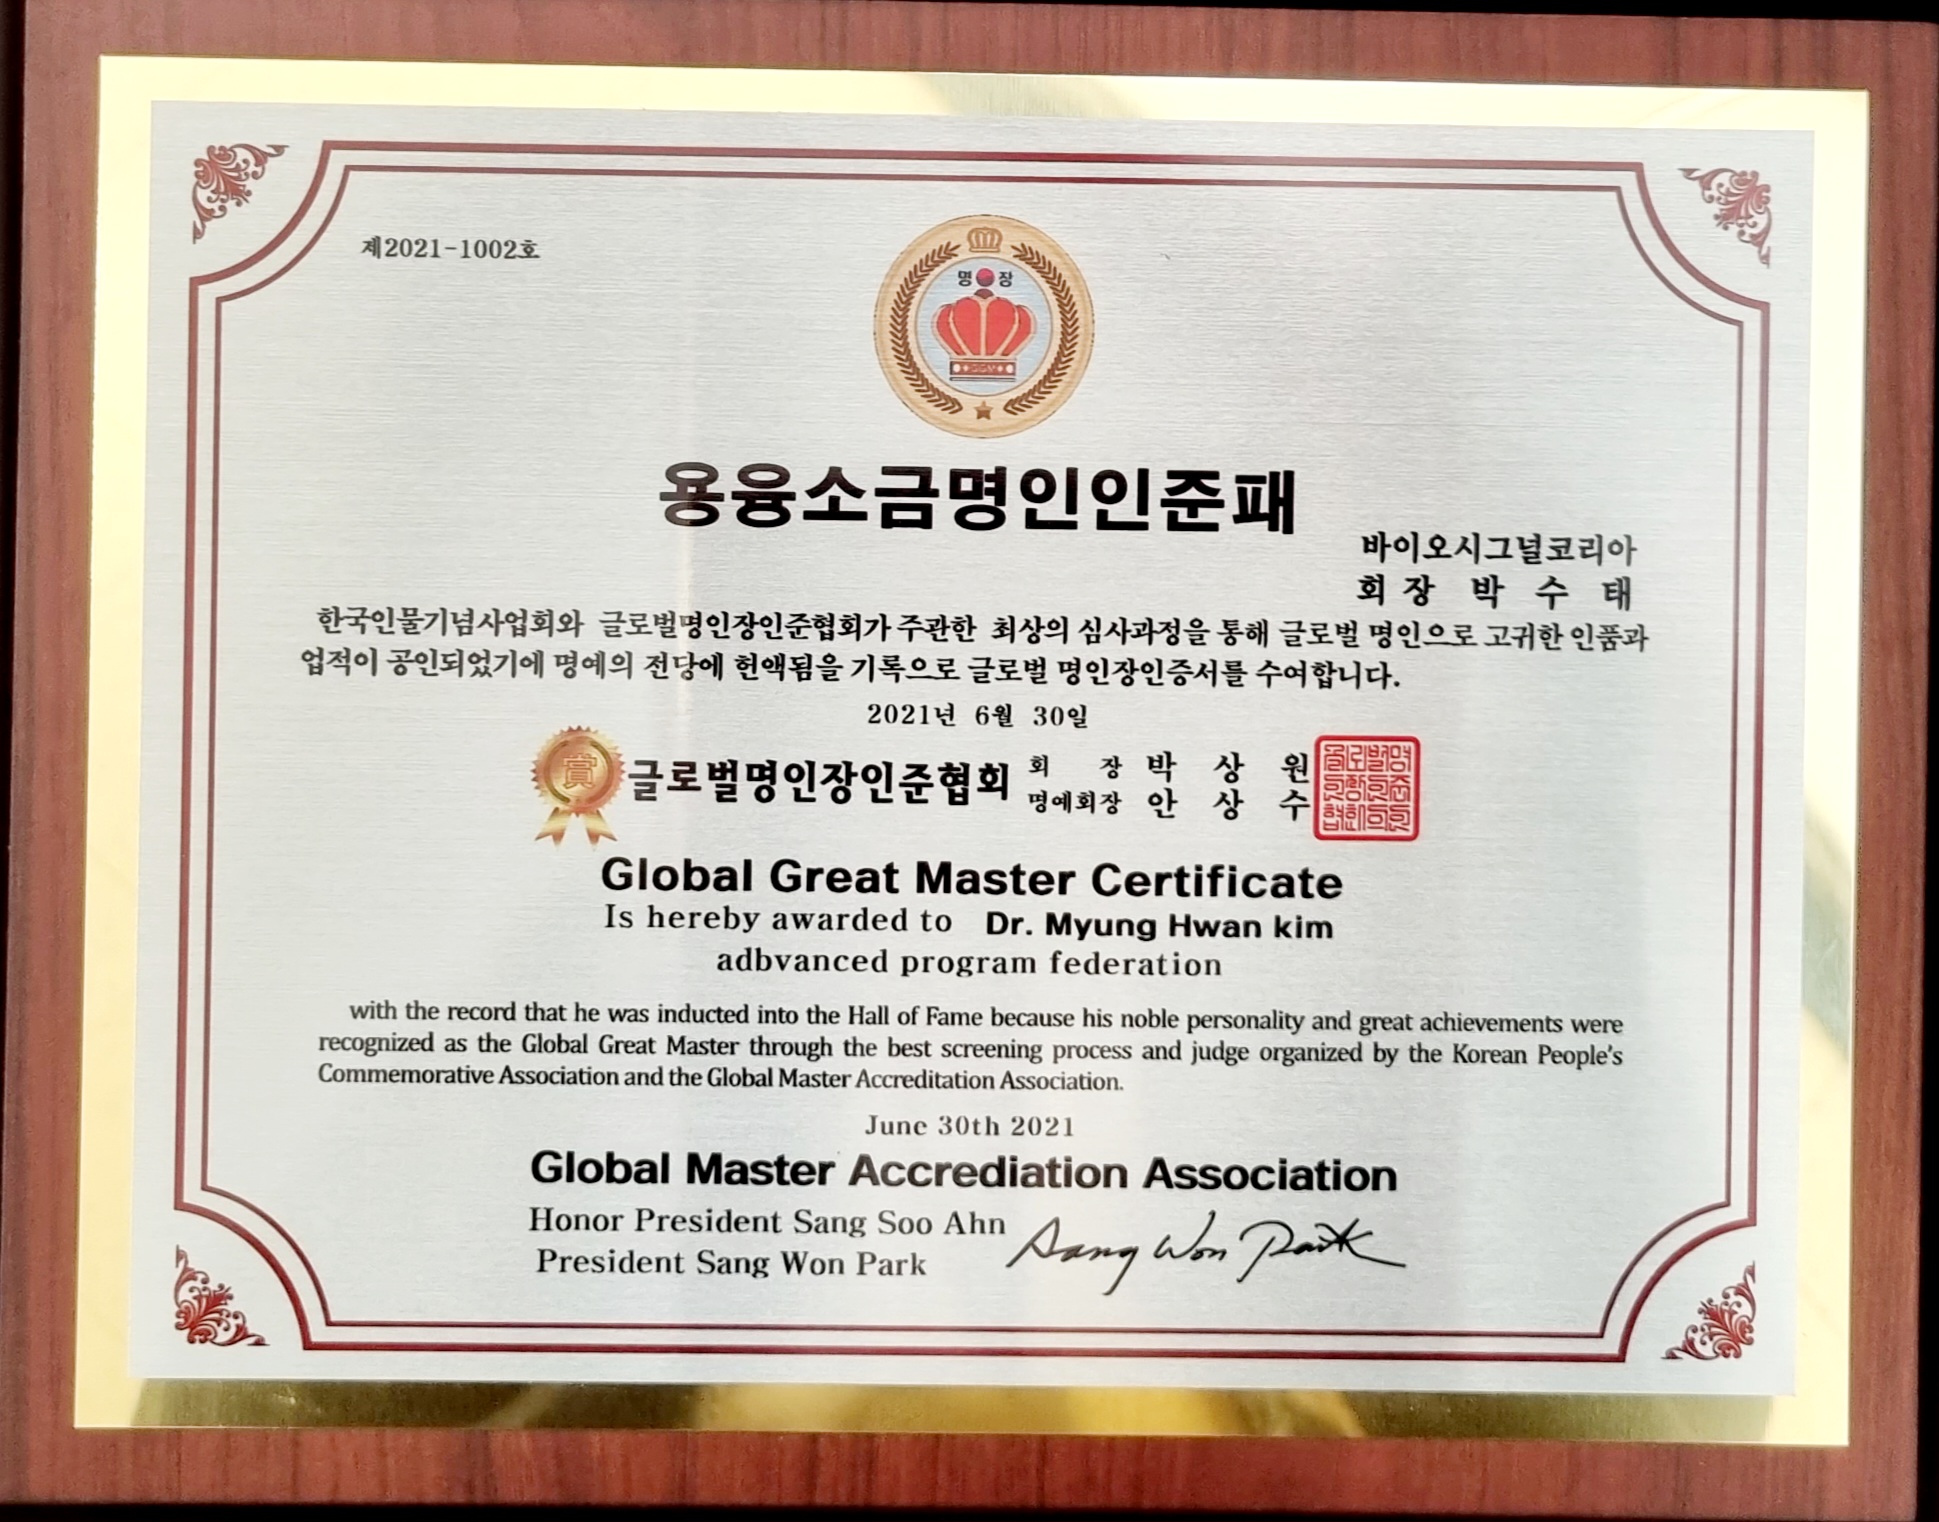 제2021-1002호
명 장
용융소금명인인준패
바이오시그널코리아
회 장 박 수 태
한국인물기념사업회와 글로벌명인장인준협회가 주관한 최상의 심사과정을 통해 글로벌 명인으로 고귀한 인품과
업적이 공인되었기에 명예의 전당에 헌액됨을 기록으로 글로벌 명인장인증서를 수여합니다.
2021년 6월 30일
賞
글로벌명인장인준협회
회 장 박 상 원
명예회장 안 상 수
Global Great Master Certificate
Is hereby awarded to Dr. Myung Hwan kim
adbvanced program federation
with the record that he was inducted into the Hall of Fame because his noble personality and great achievements were
recognized as the Global Great Master through the best screening process and judge organized by the Korean People's
Commemorative Association and the Global Master Accreditation Association.
June 30th 2021
Global Master Accrediation Association
Honor President Sang Soo Ahn
President Sang Won Park
Sang Won Park